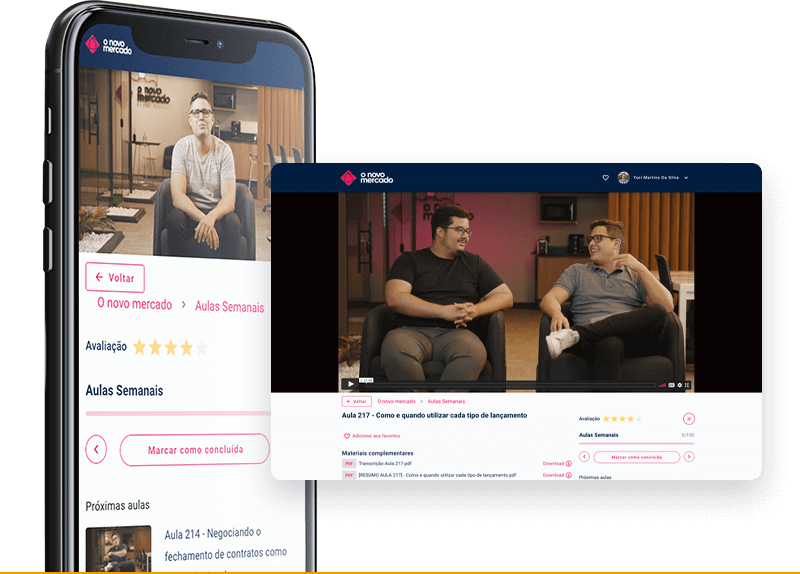 o novo
mercado
o novo
mercado
Voltar
O novo mercado > Aulas Semanais
Avaliação
Aulas Semanais
Marcar como concluída
Próximas aulas
Aula 214 - Negociando o
fechamento de contratos como
o novo
mercado
Yuri Martins Da Silva
Voltar
O novo mercado > Aulas Semanais
Aula 217 - Como e quando utilizar cada tipo de lançamento
Adicionar aos favoritos
Materiais complementares
PDF Transcrição Aula 217.pdf Download
PDF [RESUMO AULA 217] - Como e quando utilizar cada tipo de lançamento.pdf Download
Avaliação
Aulas Semanais 0/100
Marcar como concluída
Próximas aulas